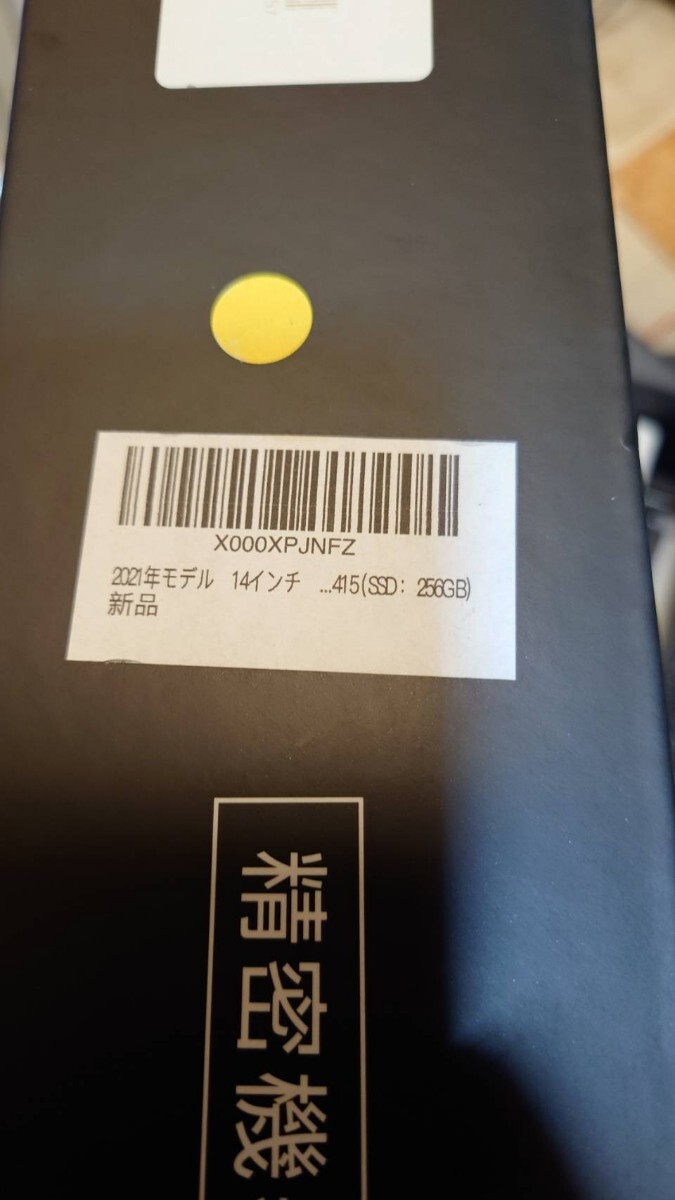 X000XPJNFZ
2021年モデル 14インチ ...415(SSD: 256GB)
新品
精密機